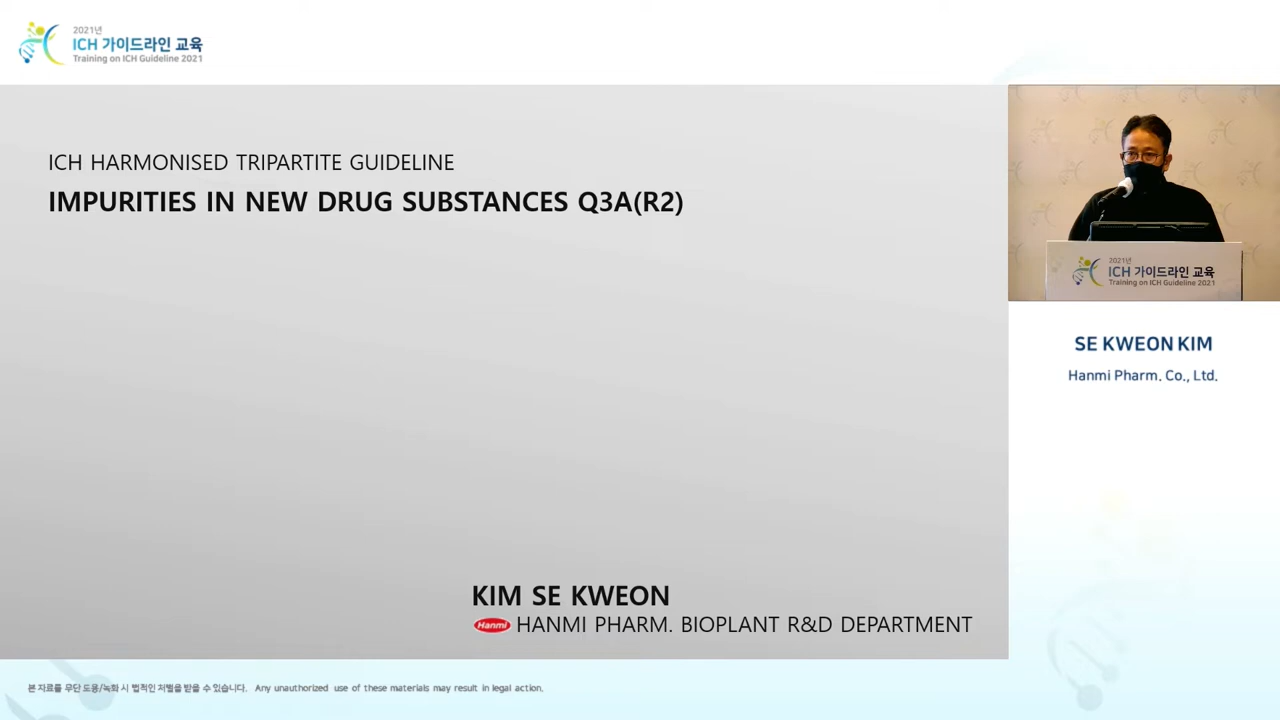 2021년
ICH 가이드라인 교육
Training on ICH Guideline 2021
ICH HARMONISED TRIPARTITE GUIDELINE
IMPURITIES IN NEW DRUG SUBSTANCES Q3A(R2)
2021년
ICH 가이드라인 교육
Training on ICH Guideline 2021
SE KWEON KIM
Hanmi Pharm. Co., Ltd.
KIM SE KWEON
Hanmi HANMI PHARM. BIOPLANT R&D DEPARTMENT
본 자료를 무단 도용/녹화 시 법적인 처벌을 받을 수 있습니다. Any unauthorized use of these materials may result in legal action.